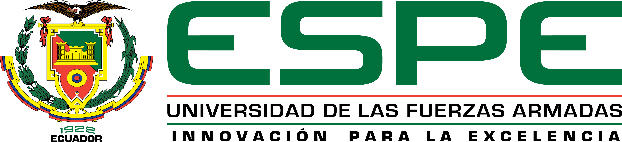 ESPE
UNIVERSIDAD DE LAS FUERZAS ARMADAS
INNOVACIÓN PARA LA EXCELENCIA
1922
ECUADOR